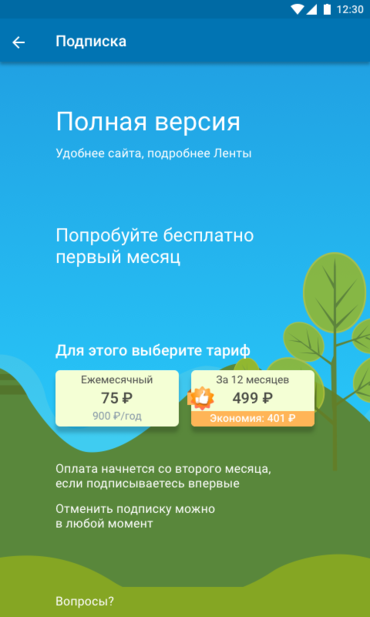 12:30
Подписка
Полная версия
Удобнее сайта, подробнее Ленты
Попробуйте бесплатно
первый месяц
Для этого выберите тариф
Ежемесячный
75 ₽
900 ₽/год
За 12 месяцев
499 ₽
Экономия: 401 ₽
Оплата начнется со второго месяца,
если подписываетесь впервые
Отменить подписку можно
в любой момент
Вопросы?